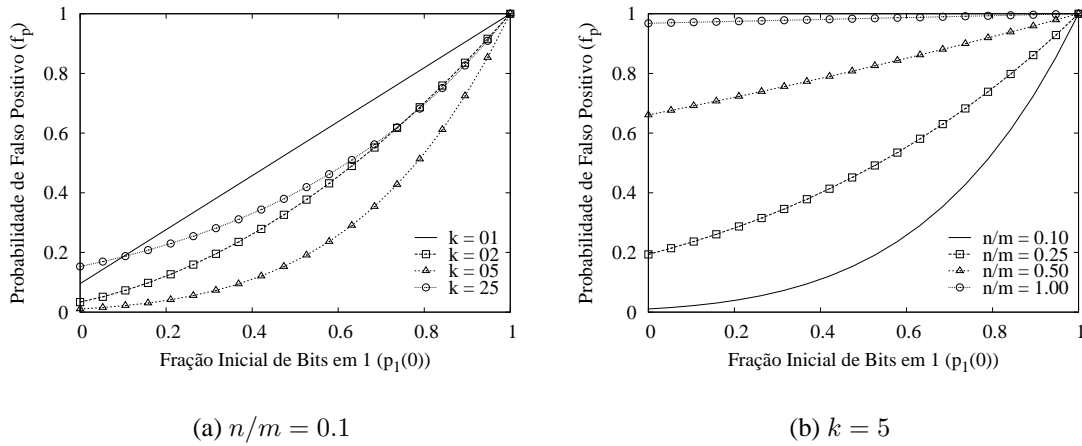 Probabilidade de Falso Positivo (fp)
1
0.8
0.6
0.4
0.2
0
0
0.2
0.4
0.6
0.8
1
Fração Inicial de Bits em 1 (p1(0))
k = 01
k = 02
k = 05
k = 25
(a) n/m = 0.1
Probabilidade de Falso Positivo (fp)
1
0.8
0.6
0.4
0.2
0
0
0.2
0.4
0.6
0.8
1
Fração Inicial de Bits em 1 (p1(0))
n/m = 0.10
n/m = 0.25
n/m = 0.50
n/m = 1.00
(b) k = 5